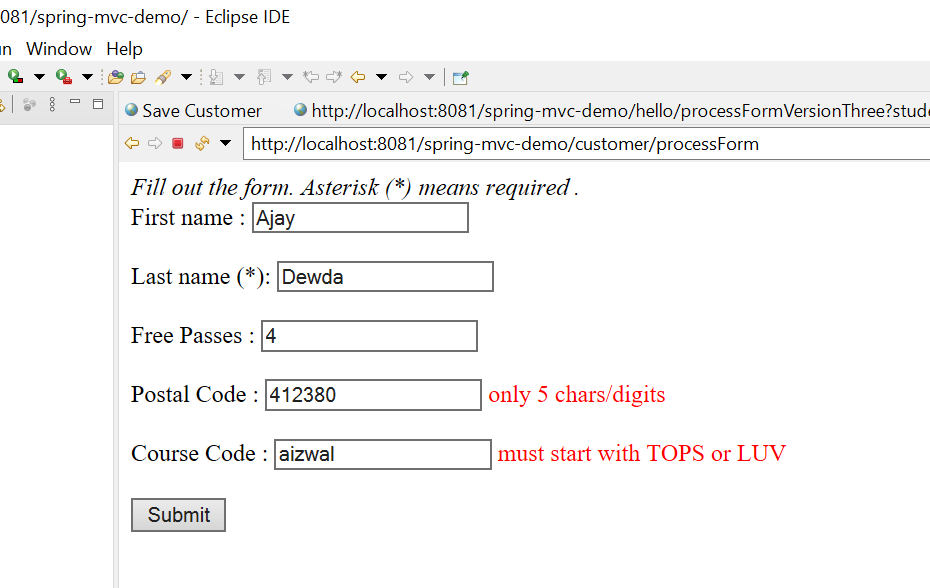 081/spring-mvc-demo/ - Eclipse IDE
un Window Help
Save Customer http://localhost:8081/spring-mvc-demo/hello/processFormVersionThree?stude
http://localhost:8081/spring-mvc-demo/customer/processForm
Fill out the form. Asterisk (*) means required .
First name : Ajay
Last name (*): Dewda
Free Passes : 4
Postal Code : 412380 only 5 chars/digits
Course Code : aizwal must start with TOPS or LUV
Submit